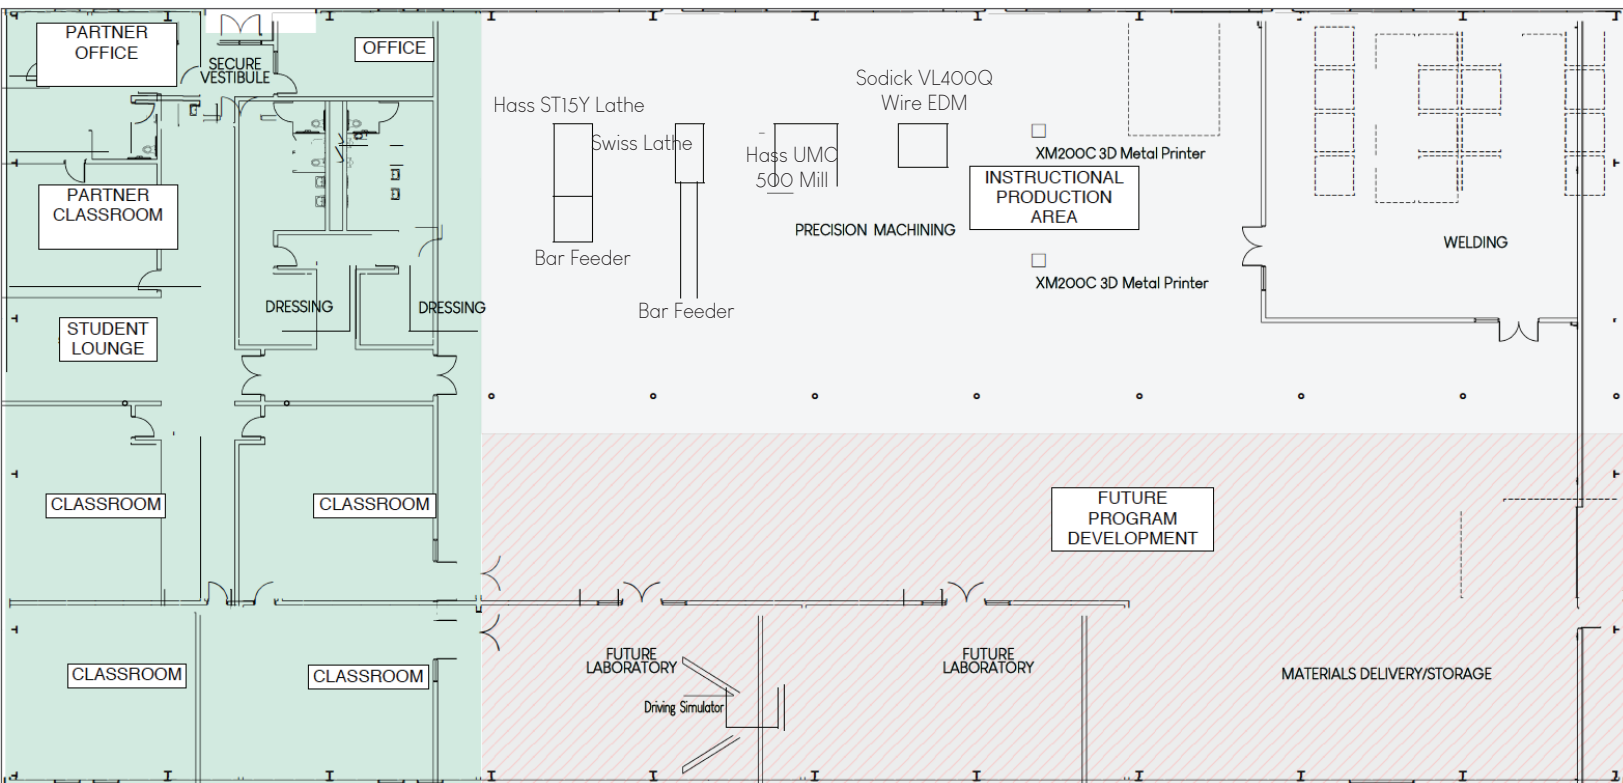 PARTNER
OFFICE
SECURE
VESTIBULE
OFFICE
Hass ST15Y Lathe
Swiss Lathe
Bar Feeder
Bar Feeder
Hass UMC
500 Mill
Sodick VL400Q
Wire EDM
XM200C 3D Metal Printer
INSTRUCTIONAL
PRODUCTION
AREA
PRECISION MACHINING
XM200C 3D Metal Printer
WELDING
PARTNER
CLASSROOM
DRESSING
DRESSING
STUDENT
LOUNGE
CLASSROOM
CLASSROOM
FUTURE
PROGRAM
DEVELOPMENT
CLASSROOM
CLASSROOM
FUTURE
LABORATORY
Driving Simulator
FUTURE
LABORATORY
MATERIALS DELIVERY/STORAGE